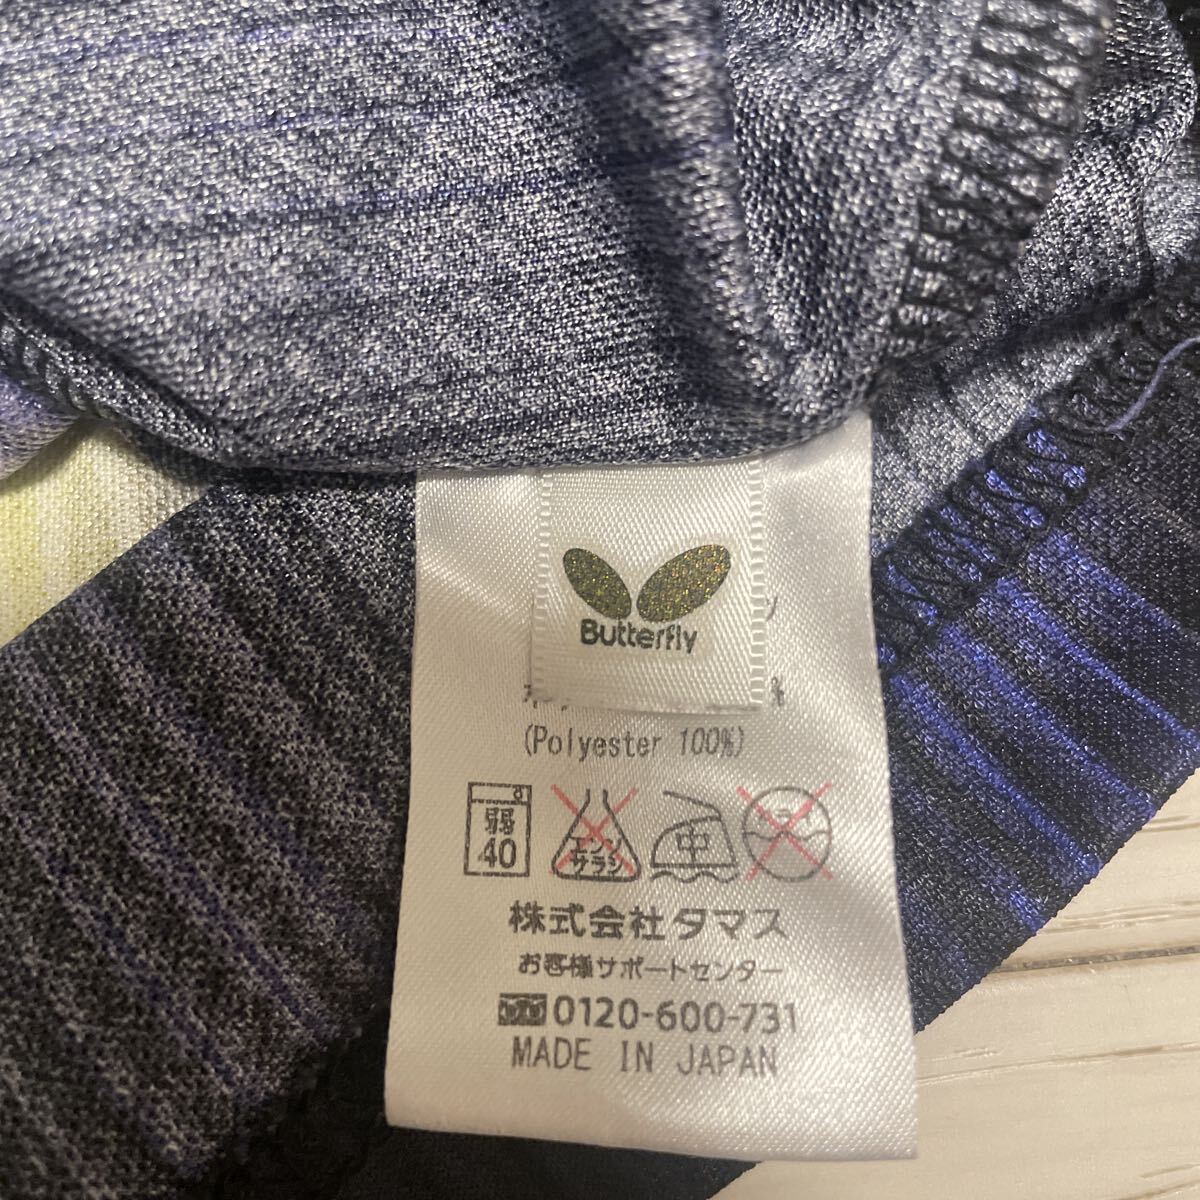 Butterfly
(Polyester 100%)
弱
40
エンソ
サラシ
中
株式会社タマス
お客様サポートセンター
0120-600-731
MADE IN JAPAN